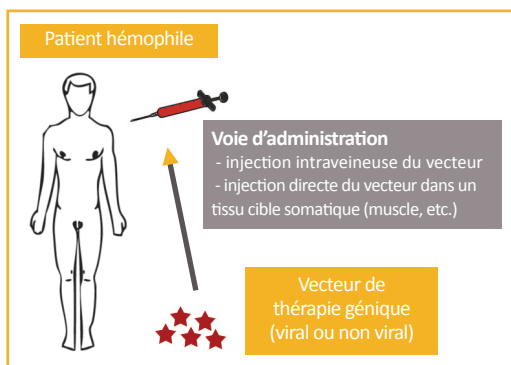 Patient hémophile
Voie d’administration
- injection intraveineuse du vecteur
- injection directe du vecteur dans un
tissu cible somatique (muscle, etc.)
Vecteur de
thérapie génique
(viral ou non viral)